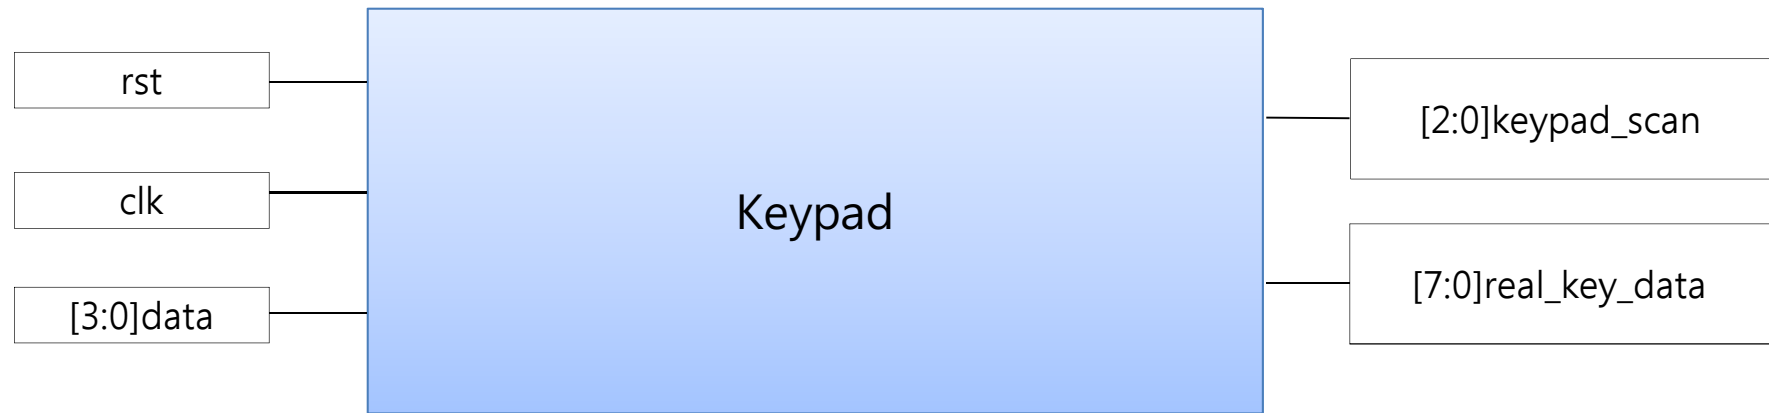 rst
clk
[3:0]data
Keypad
[2:0]keypad_scan
[7:0]real_key_data